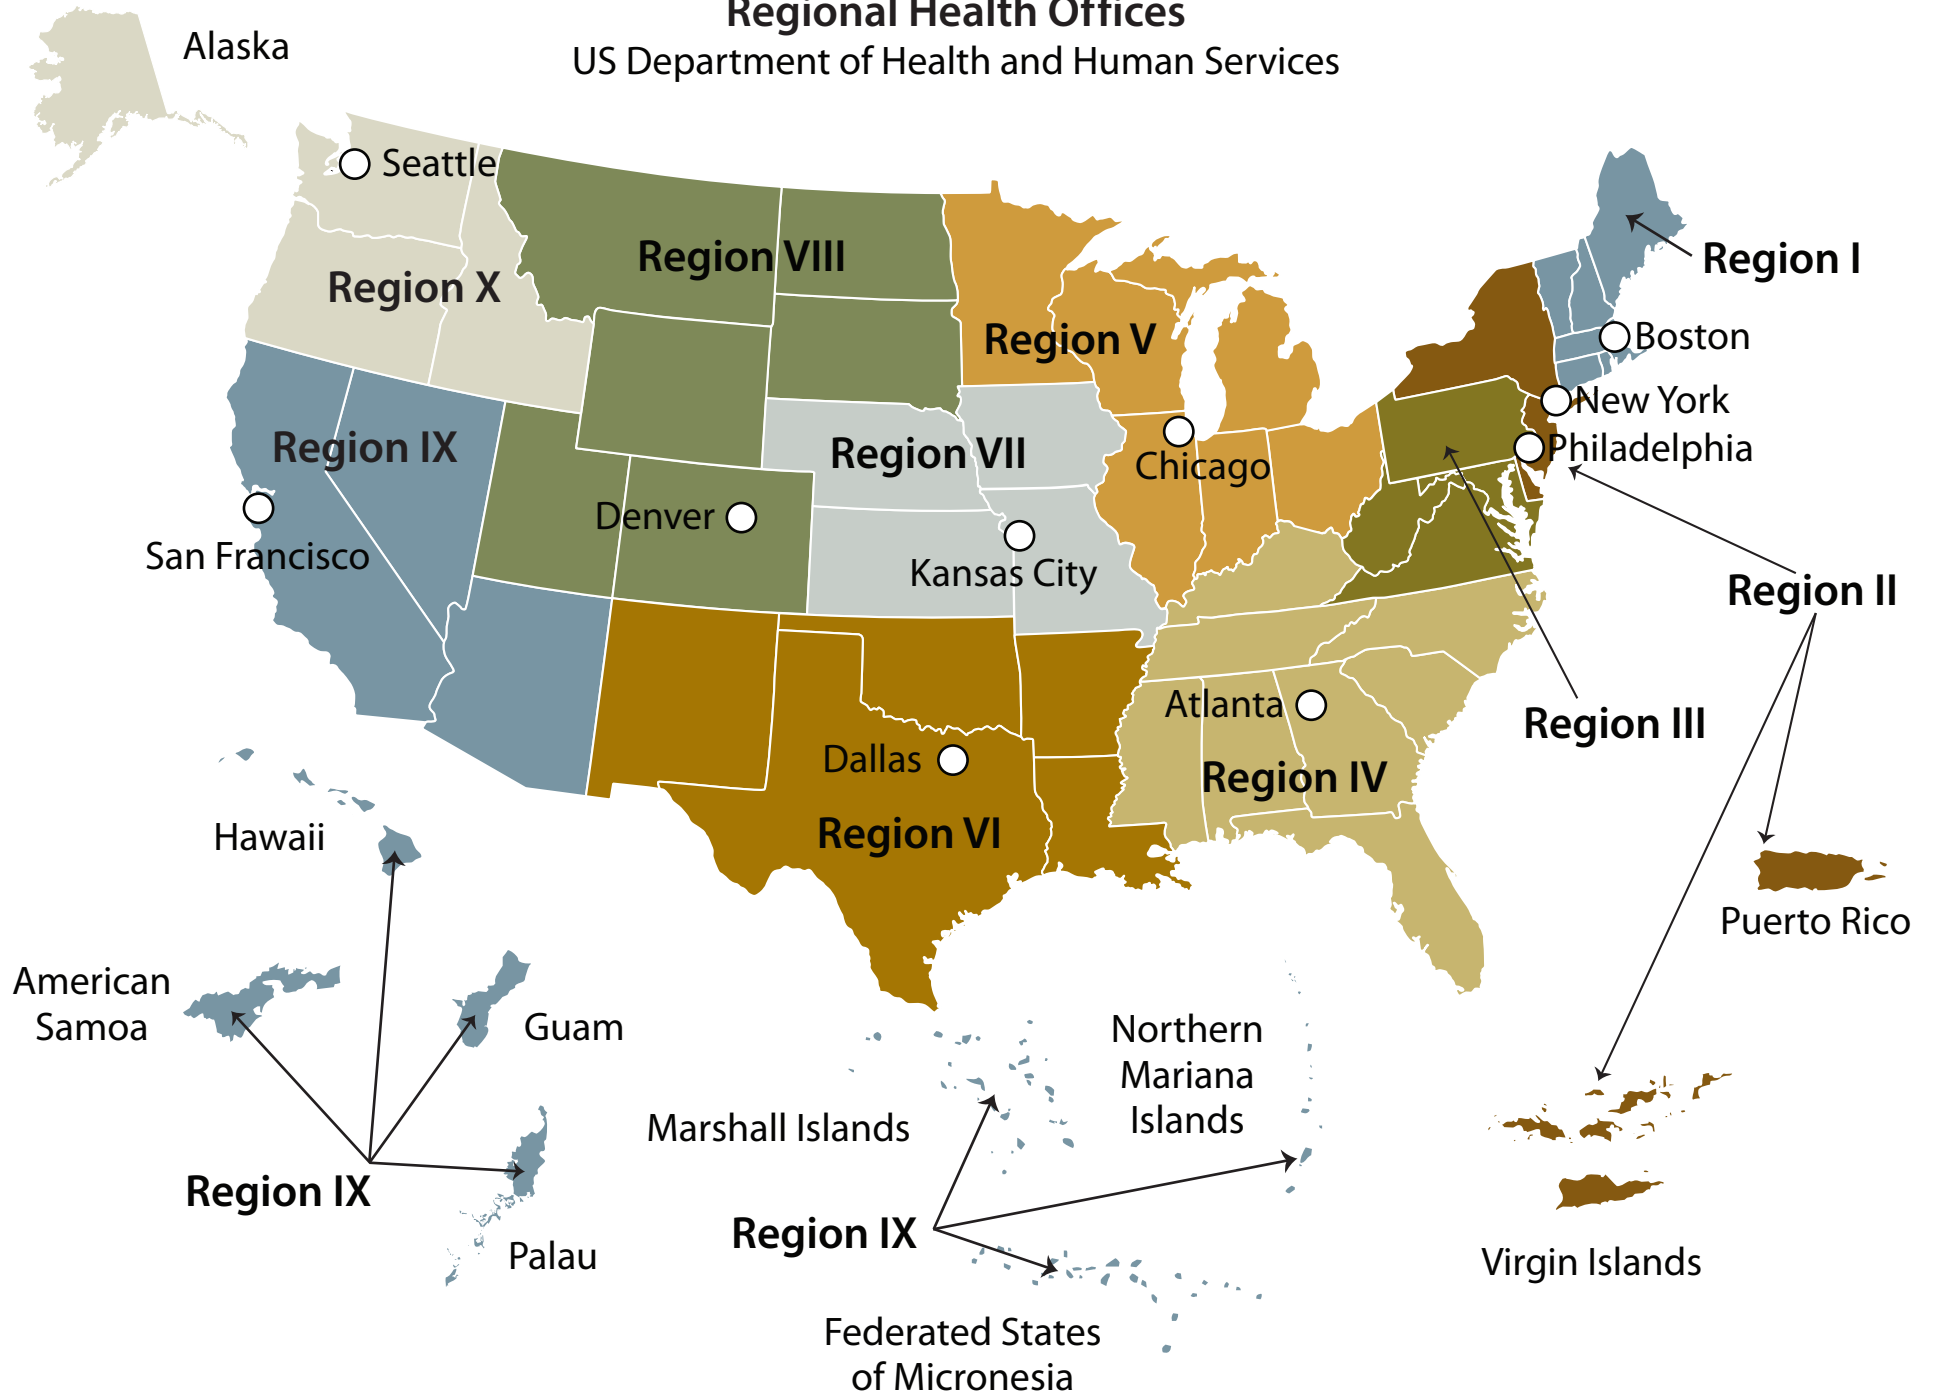 Regional Health Offices
US Department of Health and Human Services
Alaska
Seattle
Region VIII
Region I
Region X
Region V
Boston
New York
Region IX
Region VII
Chicago
Philadelphia
Denver
San Francisco
Kansas City
Region II
Atlanta
Region III
Dallas
Region IV
Hawaii
Region VI
Puerto Rico
American
Samoa
Guam
Northern
Mariana
Islands
Marshall Islands
Region IX
Region IX
Palau
Virgin Islands
Federated States
of Micronesia